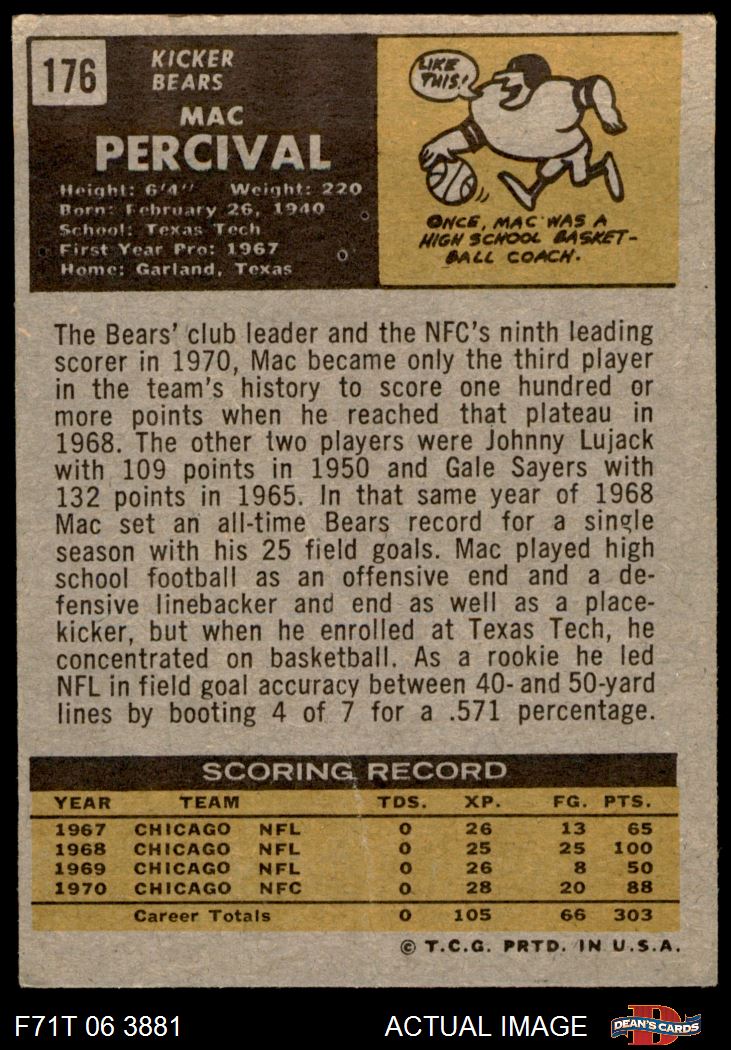 176
KICKER
BEARS
MAC
PERCIVAL
Height: 6'4" Weight: 220
Born: February 26, 1940
School: Texas Tech
First Year Pro: 1967
Home: Garland, Texas
LIKE
THIS!
ONCE, MAC WAS A
HIGH SCHOOL BASKET-
BALL COACH.
The Bears' club leader and the NFC's ninth leading
scorer in 1970, Mac became only the third player
in the team's history to score one hundred or
more points when he reached that plateau in
1968. The other two players were Johnny Lujack
with 109 points in 1950 and Gale Sayers with
132 points in 1965. In that same year of 1968
Mac set an all-time Bears record for a single
season with his 25 field goals. Mac played high
school football as an offensive end and a de-
fensive linebacker and end as well as a place-
kicker, but when he enrolled at Texas Tech, he
concentrated on basketball. As a rookie he led
NFL in field goal accuracy between 40- and 50-yard
lines by booting 4 of 7 for a .571 percentage.
SCORING RECORD
YEAR TEAM TDS. XP. FG. PTS.
1967 CHICAGO NFL 0 26 13 65
1968 CHICAGO NFL 0 25 25 100
1969 CHICAGO NFL 0 26 8 50
1970 CHICAGO NFC 0 28 20 88
Career Totals 0 105 66 303
© T.C.G. PRTD. IN U.S.A.
F71T 06 3881 ACTUAL IMAGE D DEAN'S CARDS